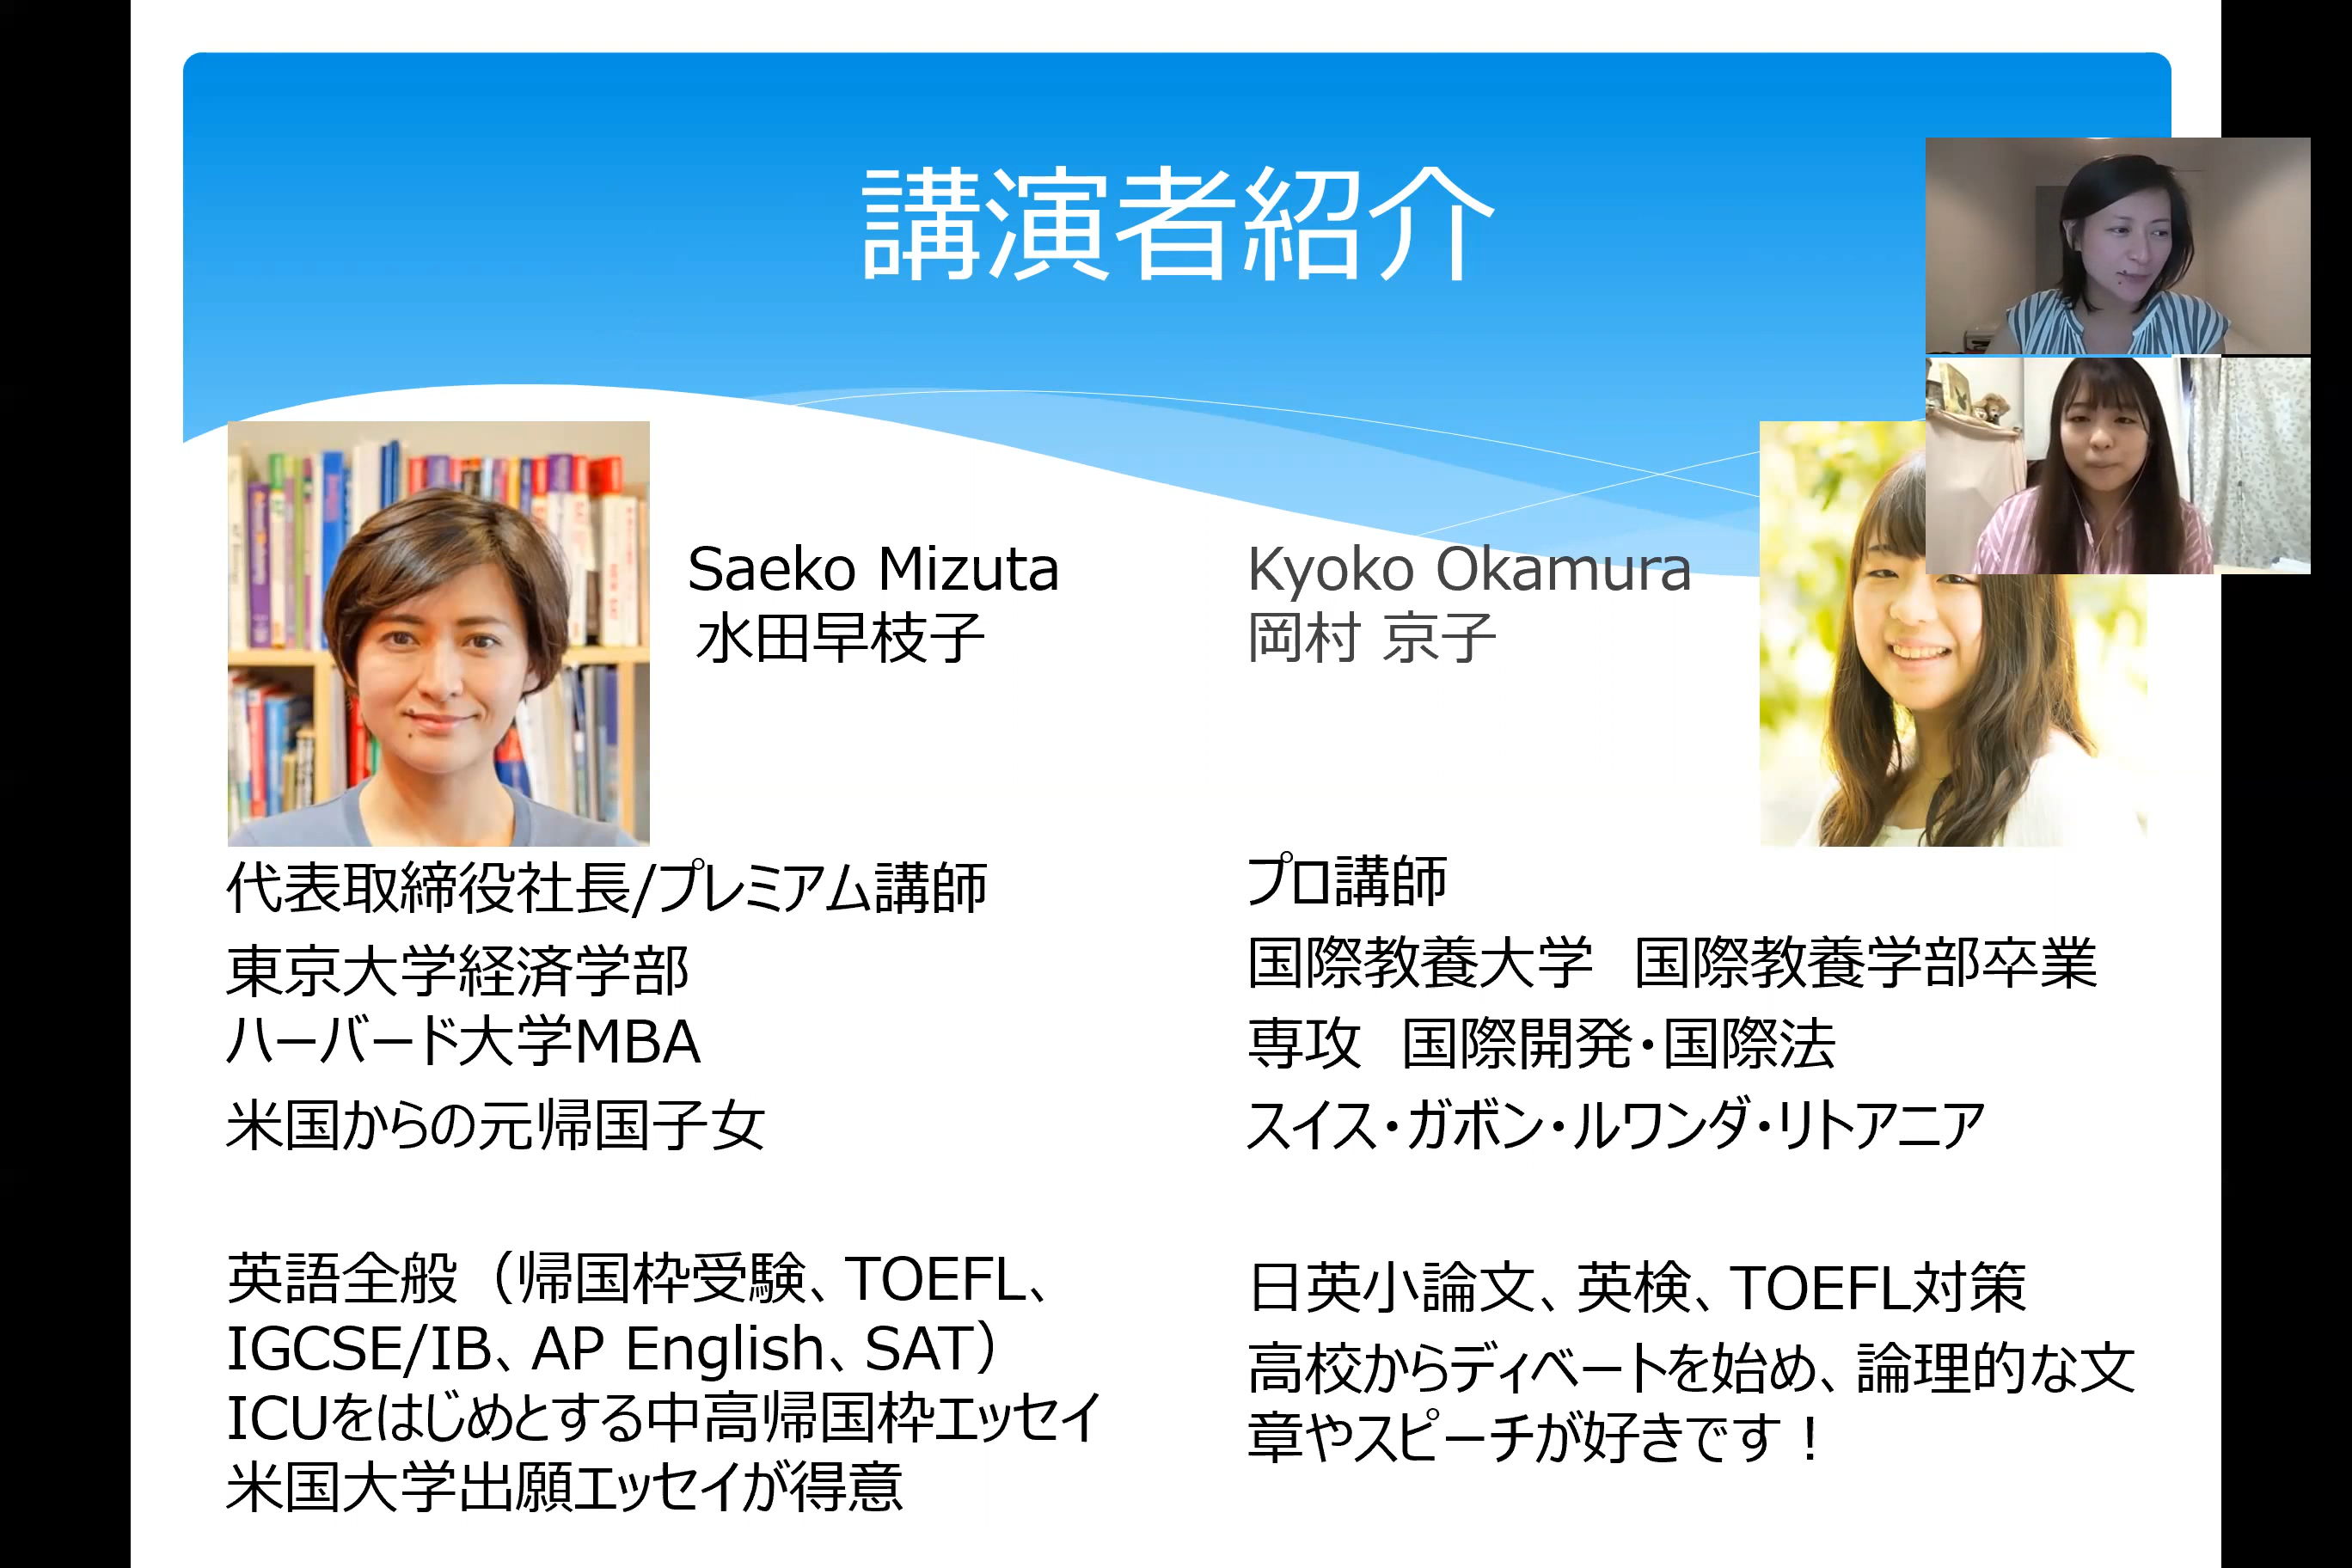 講演者紹介
Saeko Mizuta
水田早枝子
代表取締役社長/プレミアム講師
東京大学経済学部
ハーバード大学MBA
米国からの元帰国子女
英語全般（帰国枠受験、TOEFL、
IGCSE/IB、AP English、SAT）
ICUをはじめとする中高帰国枠エッセイ
米国大学出願エッセイが得意
Kyoko Okamura
岡村 京子
プロ講師
国際教養大学　国際教養学部卒業
専攻　国際開発・国際法
スイス・ガボン・ルワンダ・リトアニア
日英小論文、英検、TOEFL対策
高校からディベートを始め、論理的な文
章やスピーチが好きです！